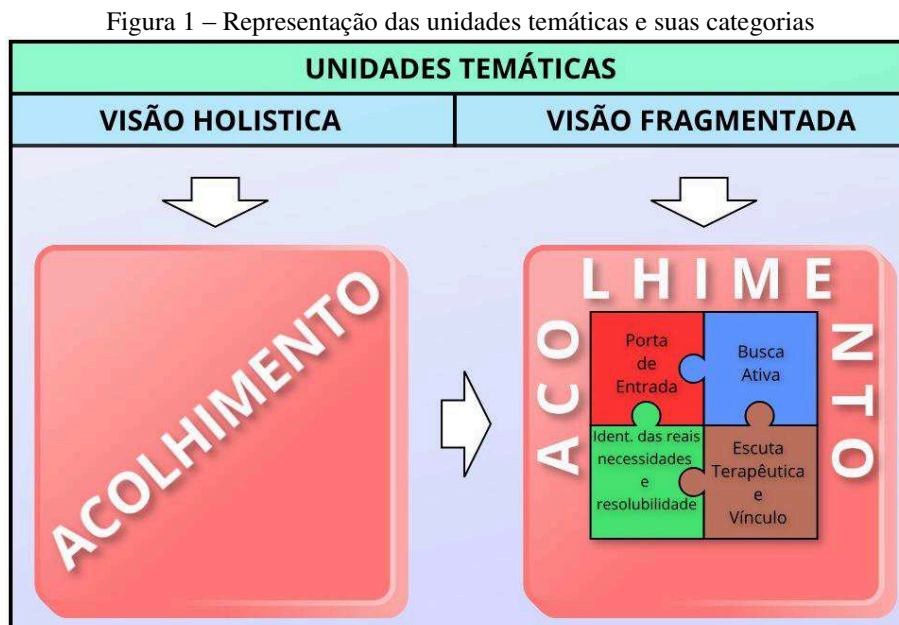 Figura 1 – Representação das unidades temáticas e suas categorias
UNIDADES TEMÁTICAS
VISÃO HOLISTICA
VISÃO FRAGMENTADA
ACOLHIMENTO
ACOLHIMENTO
Porta
de
Entrada
Busca
Ativa
Ident. das reais
necessidades
e
resolubilidade
Escuta
Terapêutica
e
Vínculo